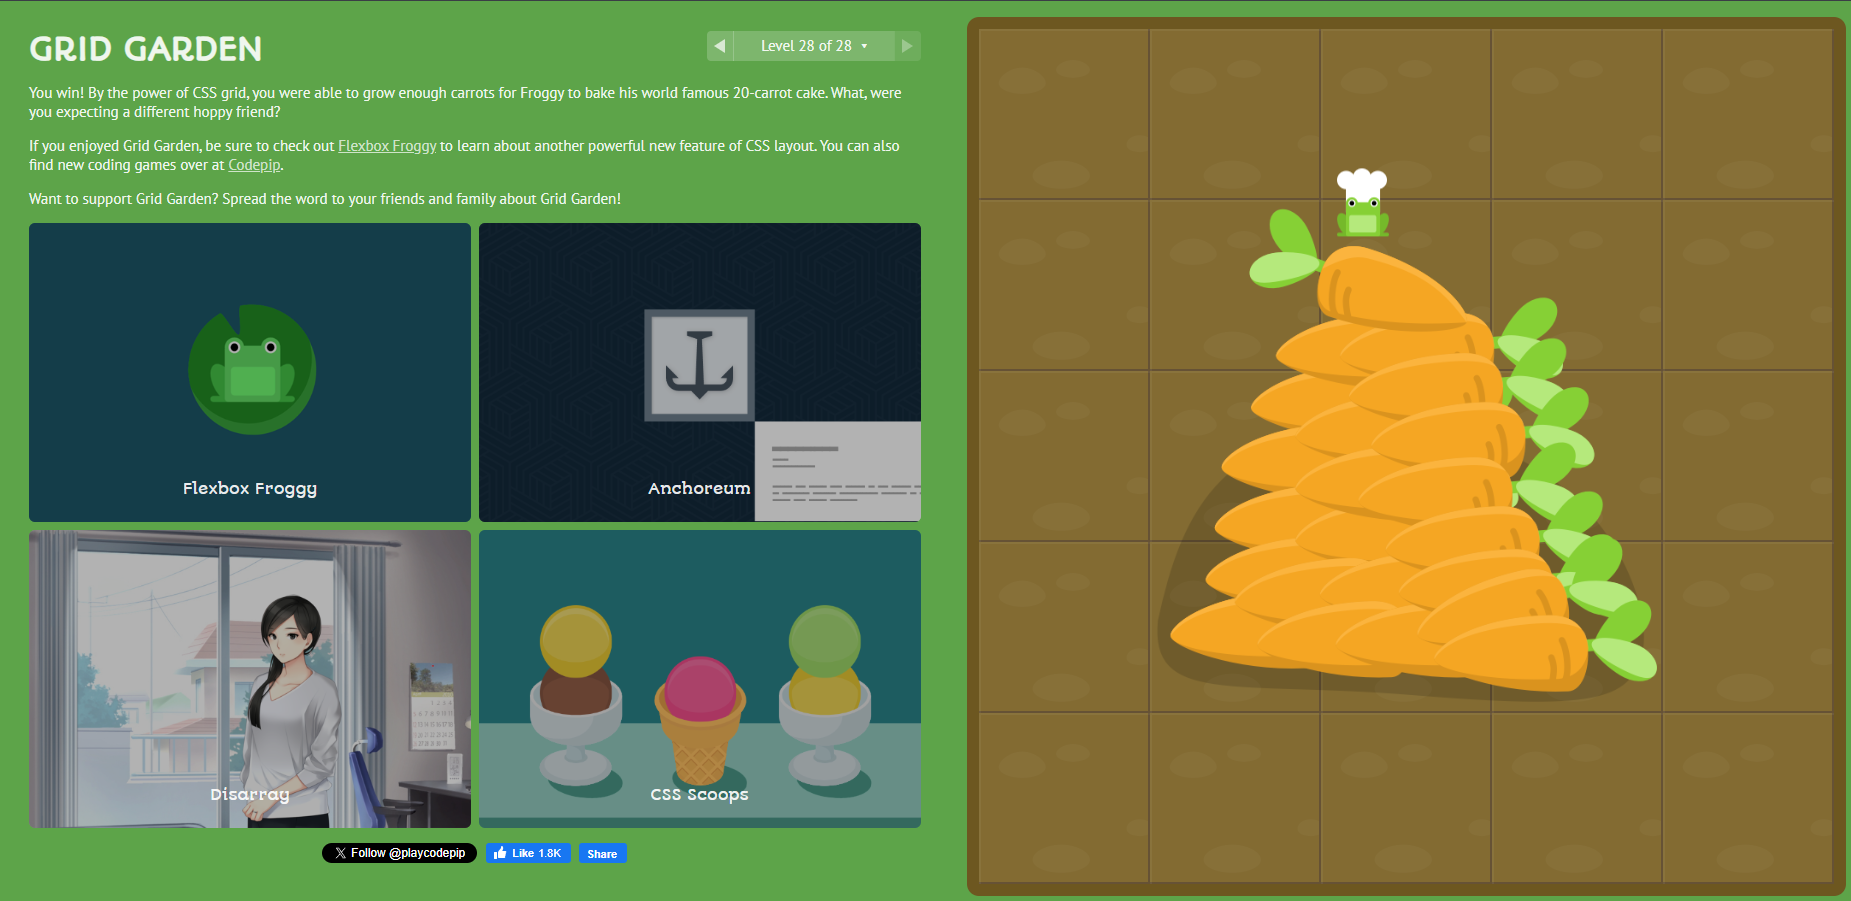 GRID GARDEN
Level 28 of 28
You win! By the power of CSS grid, you were able to grow enough carrots for Froggy to bake his world famous 20-carrot cake. What, were
you expecting a different hoppy friend?
If you enjoyed Grid Garden, be sure to check out Flexbox Froggy to learn about another powerful new feature of CSS layout. You can also
find new coding games over at Codepip.
Want to support Grid Garden? Spread the word to your friends and family about Grid Garden!
Flexbox Froggy
Anchoreum
Disarray
CSS Scoops
Follow @playcodepip
Like 1.8K
Share